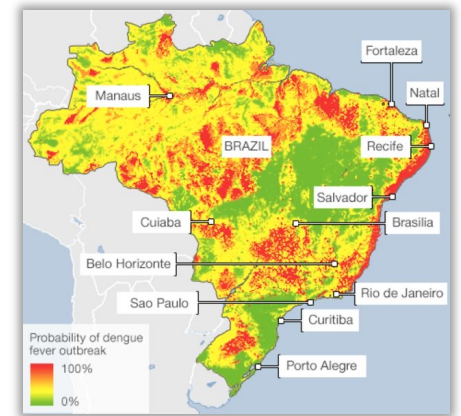 Fortaleza
Manaus
Natal
BRAZIL
Recife
Salvador
Cuiaba
Brasilia
Belo Horizonte
Rio de Janeiro
Sao Paulo
Curitiba
Probability of dengue
fever outbreak
100%
0%
Porto Alegre